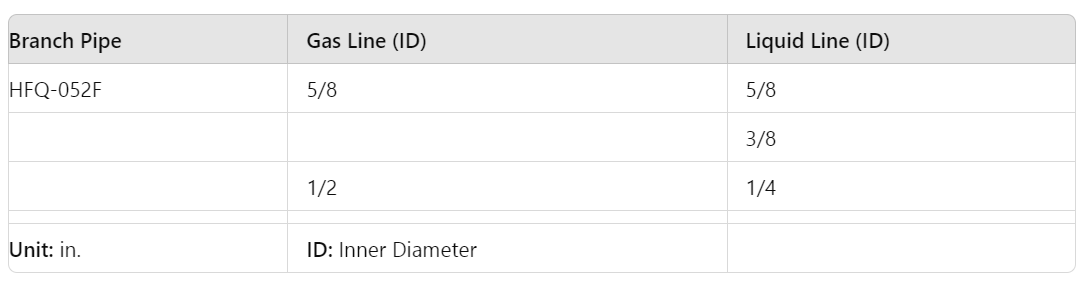 Branch Pipe Gas Line (ID) Liquid Line (ID)
HFQ-052F 5/8 5/8
3/8
1/2 1/4
Unit: in. ID: Inner Diameter